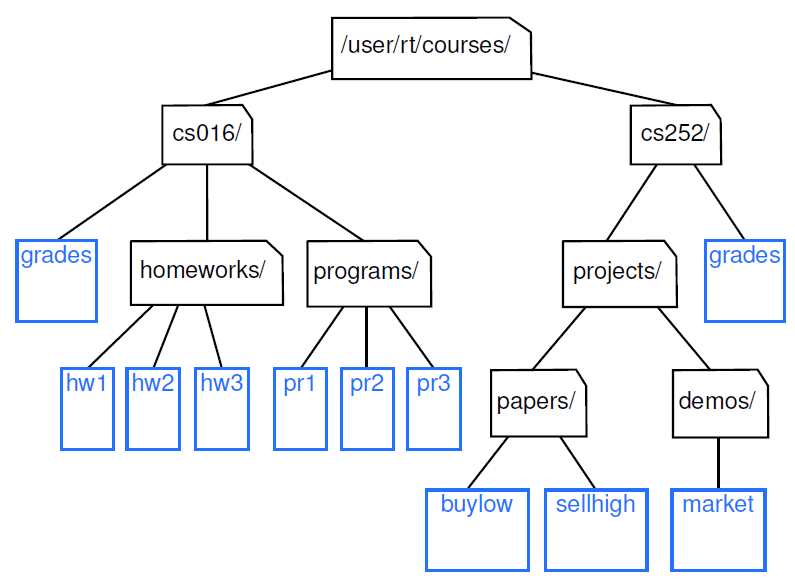 /user/rt/courses/
cs016/
cs252/
grades
homeworks/
programs/
projects/
grades
hw1
hw2
hw3
pr1
pr2
pr3
papers/
demos/
buylow
sellhigh
market